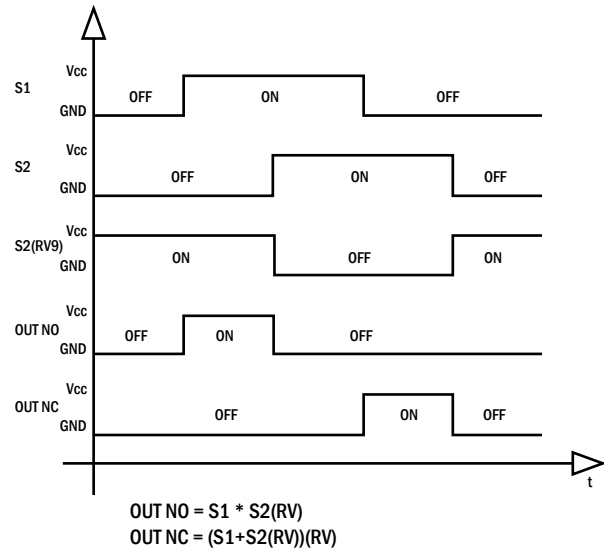 Vcc
S1
OFF
ON
OFF
GND
Vcc
S2
OFF
ON
OFF
GND
Vcc
S2(RV9)
ON
OFF
ON
GND
Vcc
OUT NO
OFF
ON
OFF
GND
Vcc
OUT NC
OFF
ON
OFF
GND
t
OUT NO = S1 * S2(RV)
OUT NC = (S1+S2(RV))(RV)